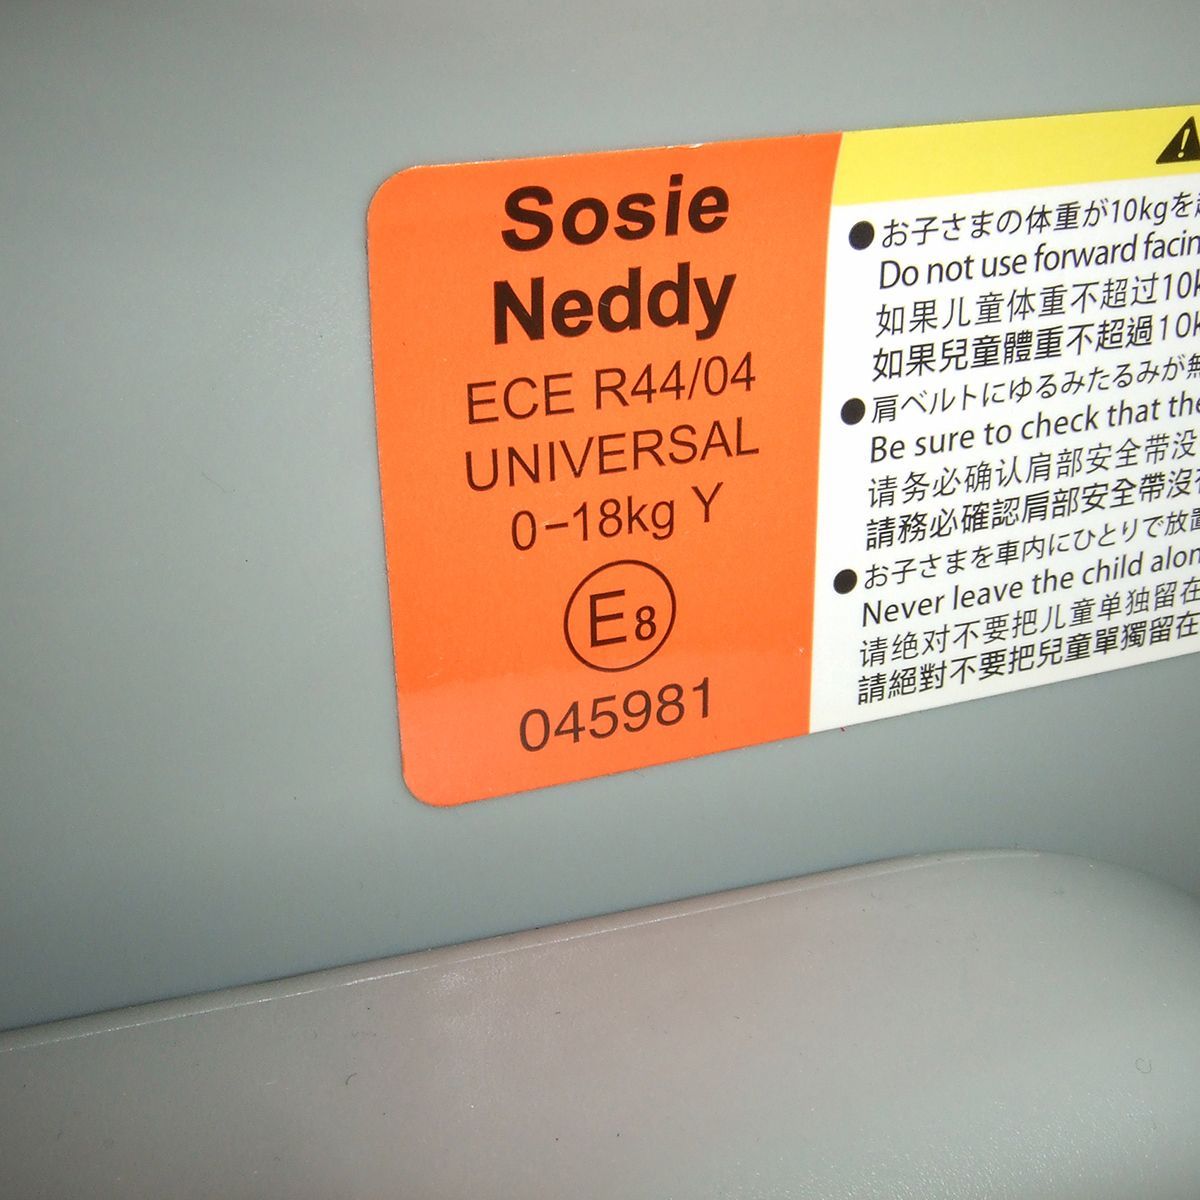 Sosie
Neddy
ECE R44/04
UNIVERSAL
0-18kg Y
E8
045981
●お子さまの体重が10kgを
Do not use forward
如果儿童体重不超过10
如果兒童體重不超過10
●肩ベルトにゆるみたるみが
Be sure to check that
请务必确认肩部安全带没
請務必確認肩部安全帶沒
●お子さまを車内にひとりで放置
Never leave the child
请绝对不要把儿童单独留在
請絕對不要把兒童單獨留在